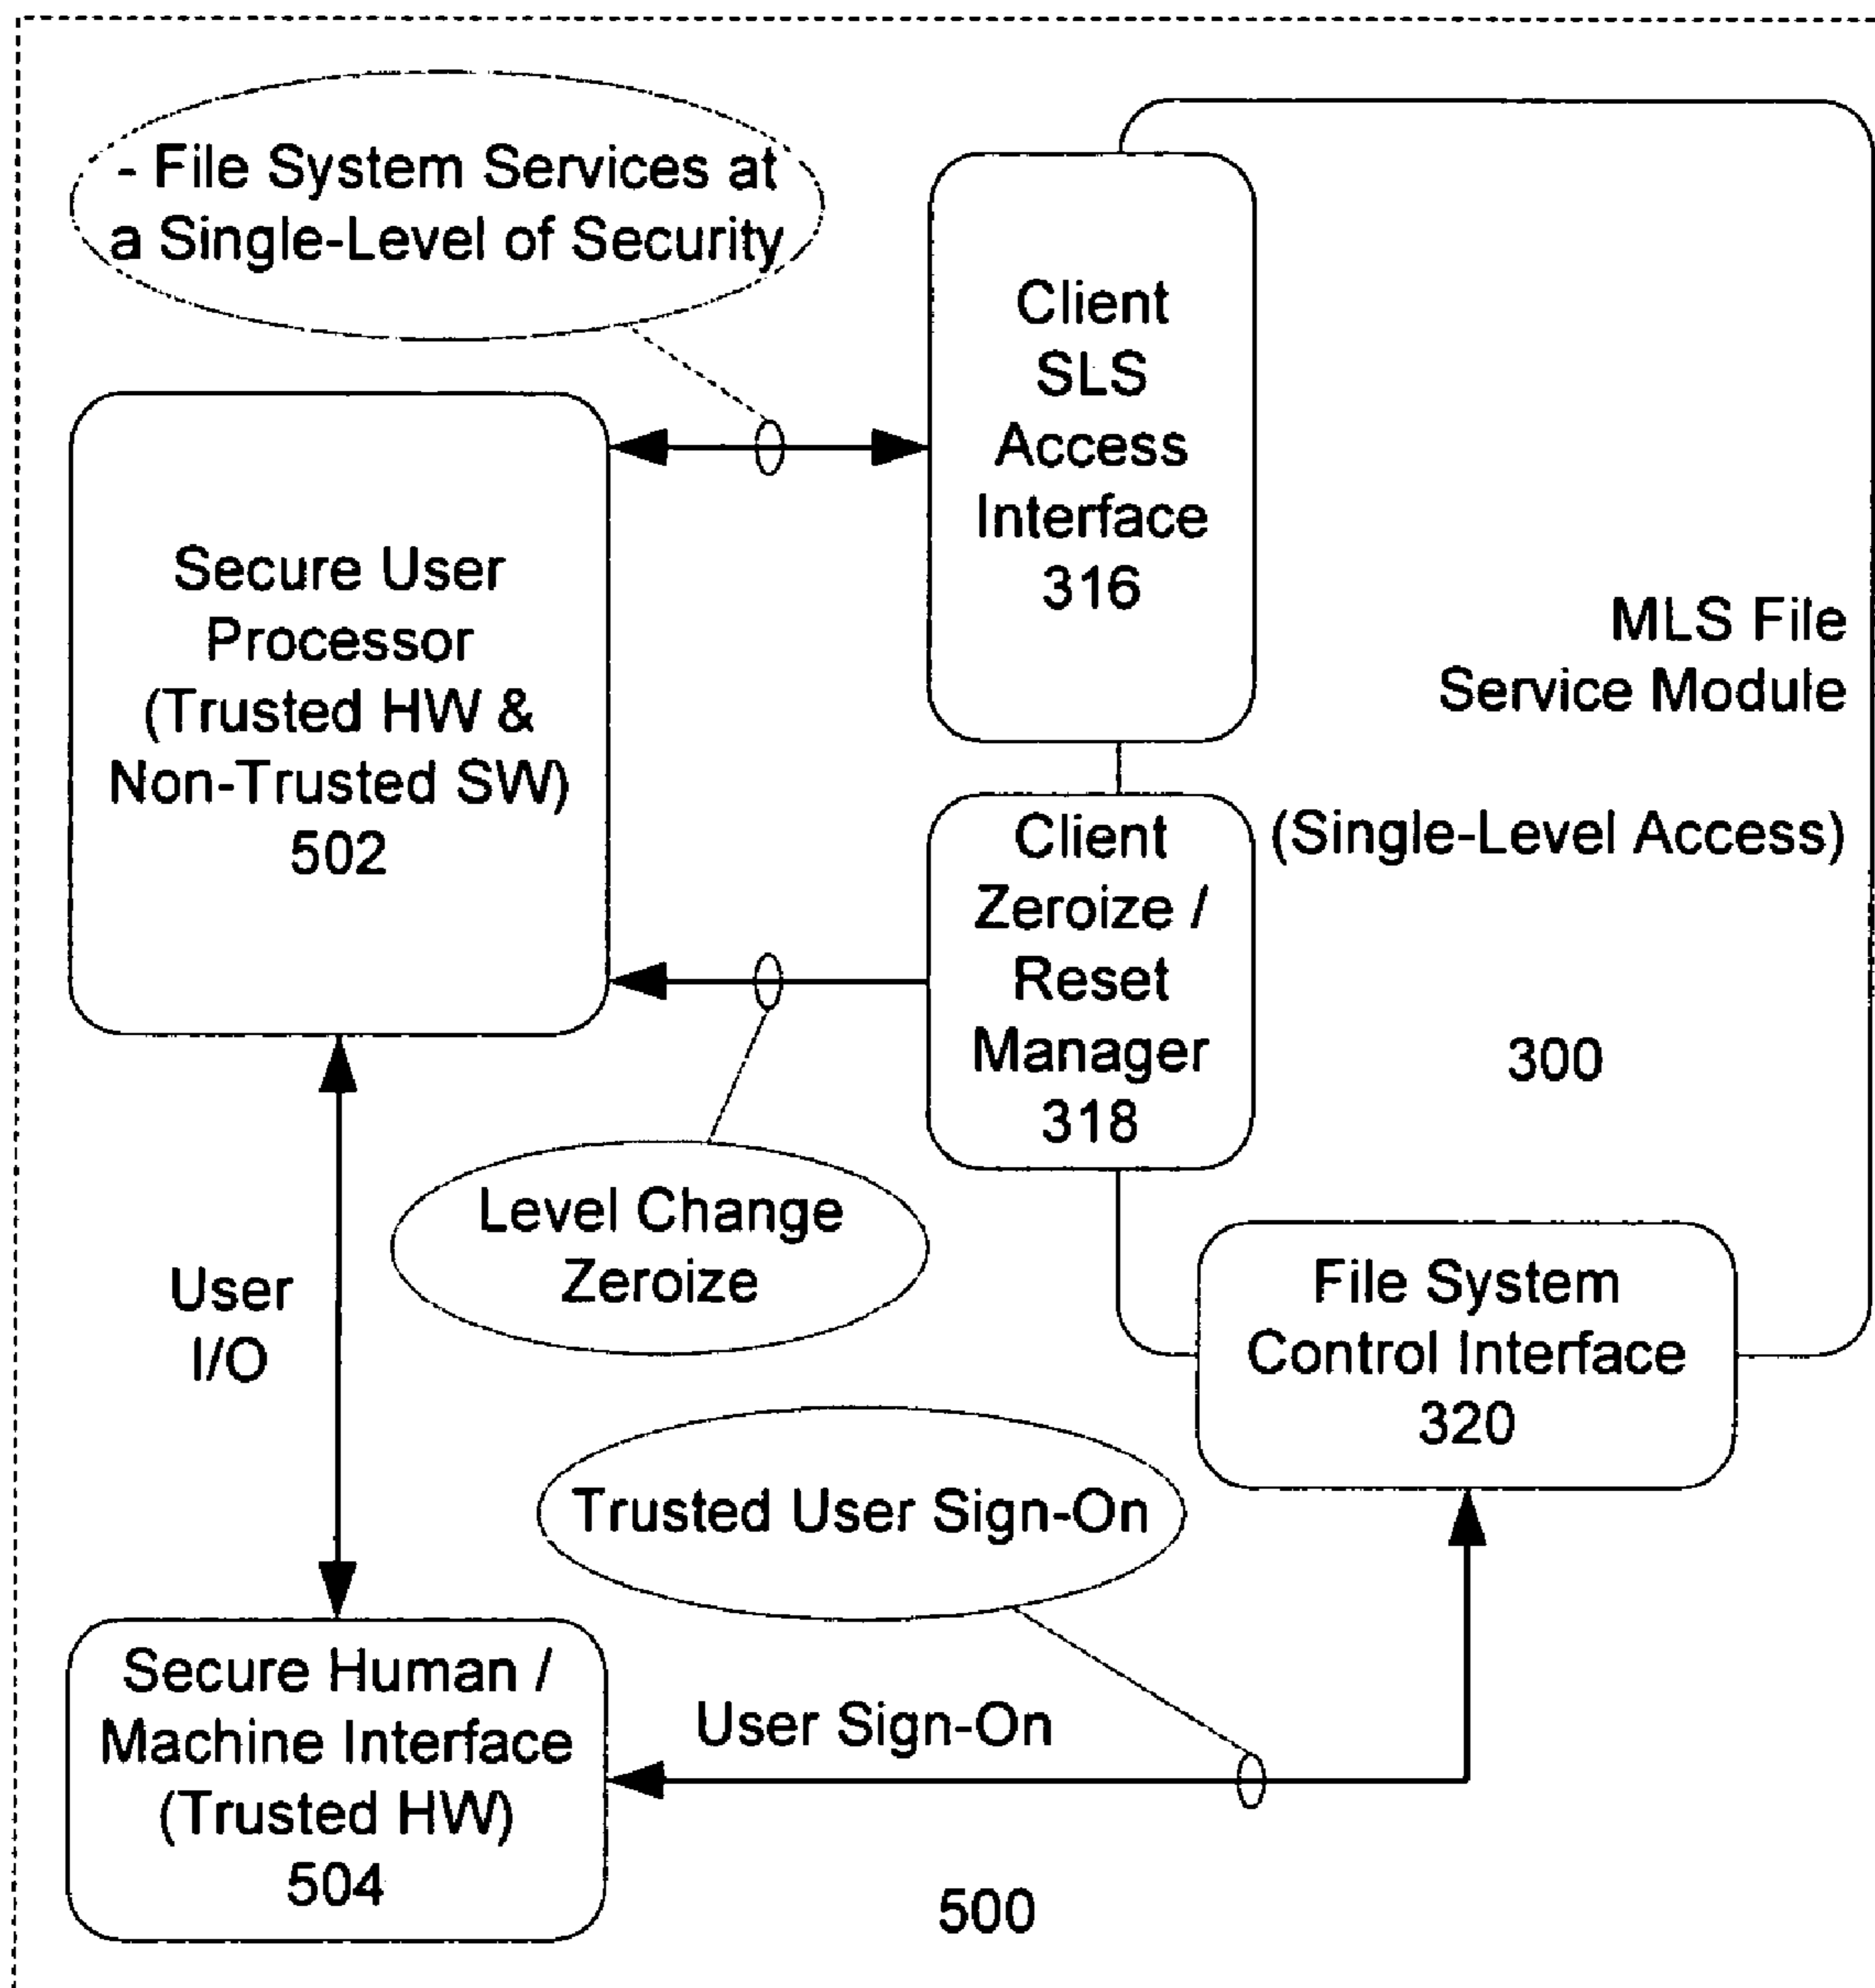 - File System Services at
a Single-Level of Security
Client
SLS
Access
Interface
316
Secure User
Processor
(Trusted HW &
Non-Trusted SW)
502
MLS File
Service Module
(Single-Level Access)
300
Client
Zeroize /
Reset
Manager
318
Level Change
Zeroize
User
I/O
File System
Control Interface
320
Trusted User Sign-On
User Sign-On
Secure Human /
Machine Interface
(Trusted HW)
504
500